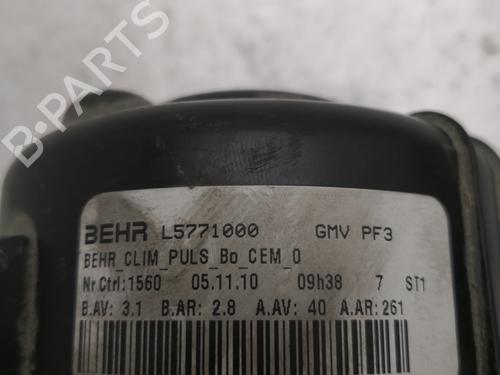 B-PARTS
BEHR L5771000 GMV PF3
BEHR_CLIM_PULS_Bo_CEM_O
Nr Ctrl:1560 05.11.10 09h38 7 ST1
B.AV: 3.1 B.AR: 2.8 A.AV: 40 A.AR:261